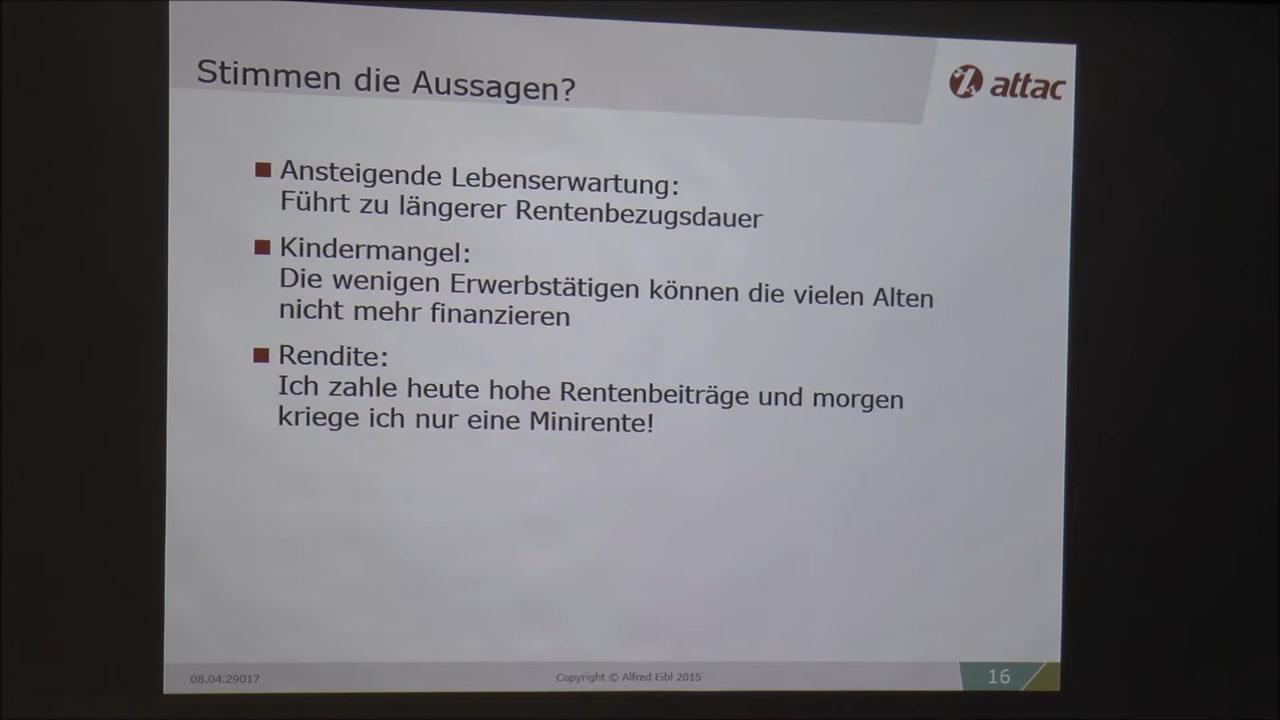 Stimmen die Aussagen?
attac
Ansteigende Lebenserwartung:
Führt zu längerer Rentenbezugsdauer
Kindermangel:
Die wenigen Erwerbstätigen können die vielen Alten
nicht mehr finanzieren
Rendite:
Ich zahle heute hohe Rentenbeiträge und morgen
kriege ich nur eine Minirente!
08.04.29017
Copyright © Alfred Eibl 2015
16